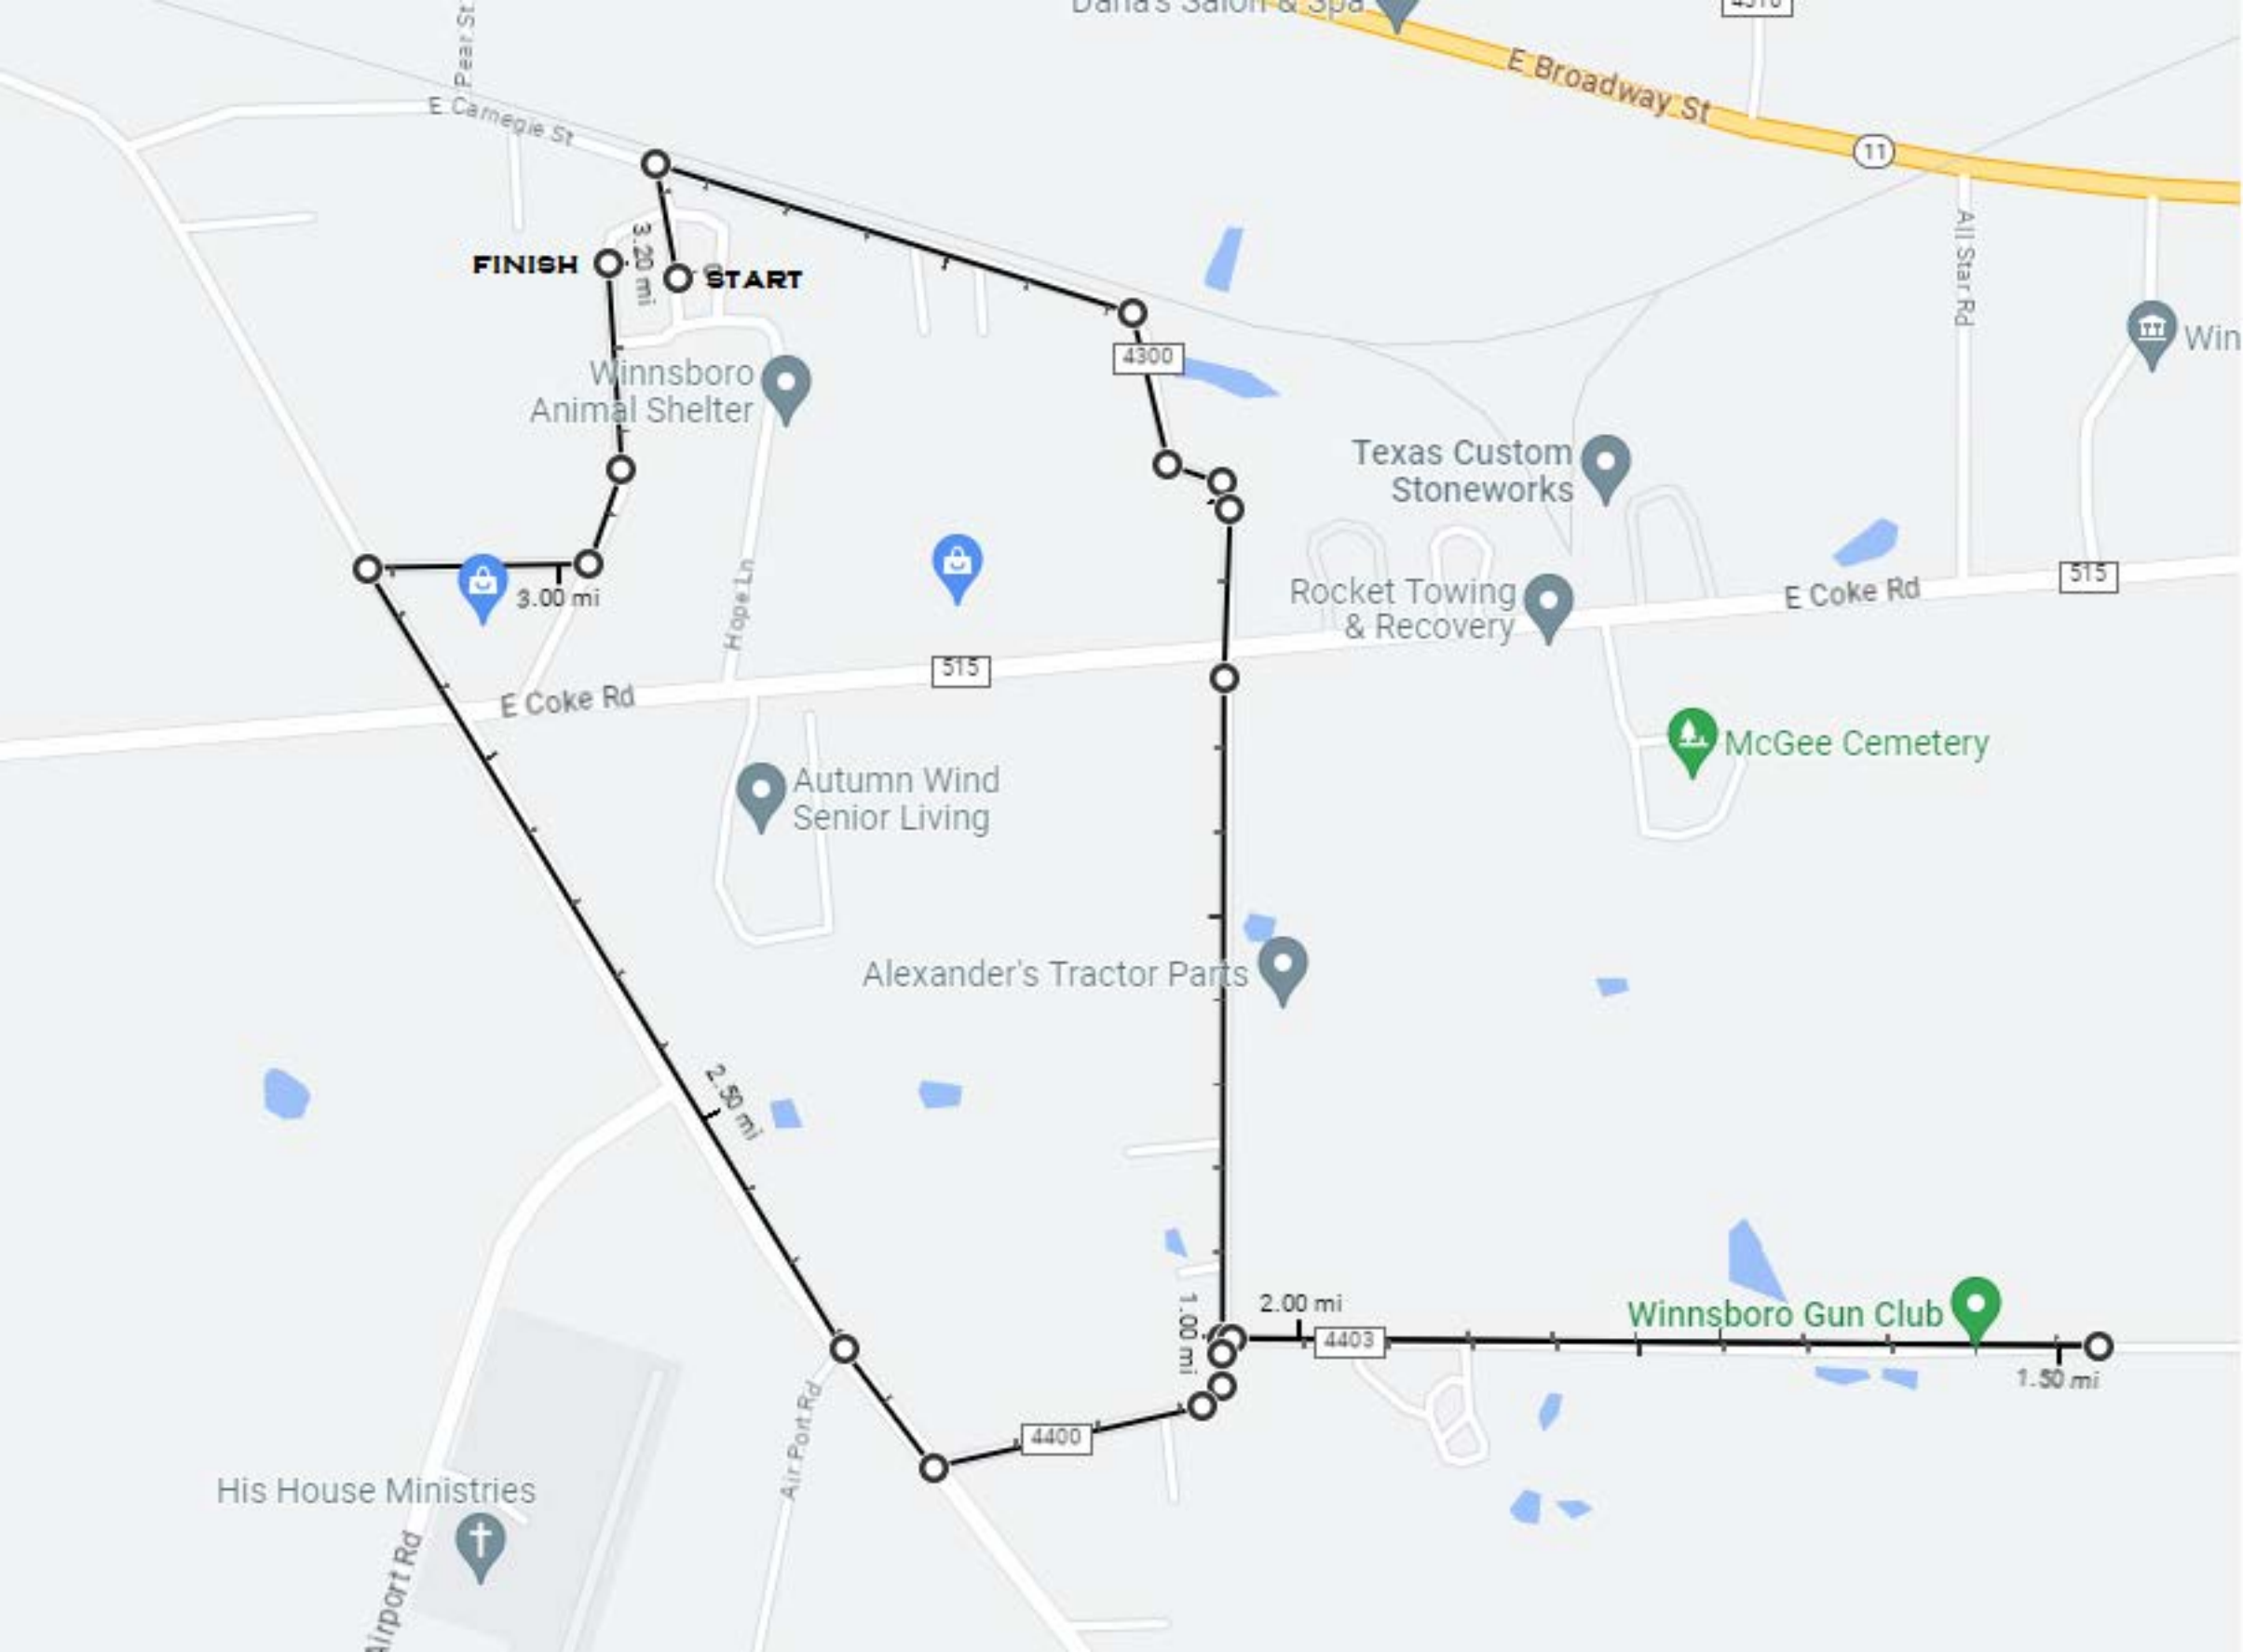 Dana's Salon & Spa
4510
Pear St
E Broadway St
E Carnegie St
11
All Star Rd
FINISH
3.20 mi
START
4300
Win
Winnsboro
Animal Shelter
Texas Custom
Stoneworks
3.00 mi
Hope Ln
Rocket Towing
& Recovery
E Coke Rd
515
515
E Coke Rd
McGee Cemetery
Autumn Wind
Senior Living
Alexander's Tractor Parts
2.50 mi
1.00 mi
2.00 mi
4403
Winnsboro Gun Club
1.50 mi
4400
Air Port Rd
His House Ministries
Airport Rd